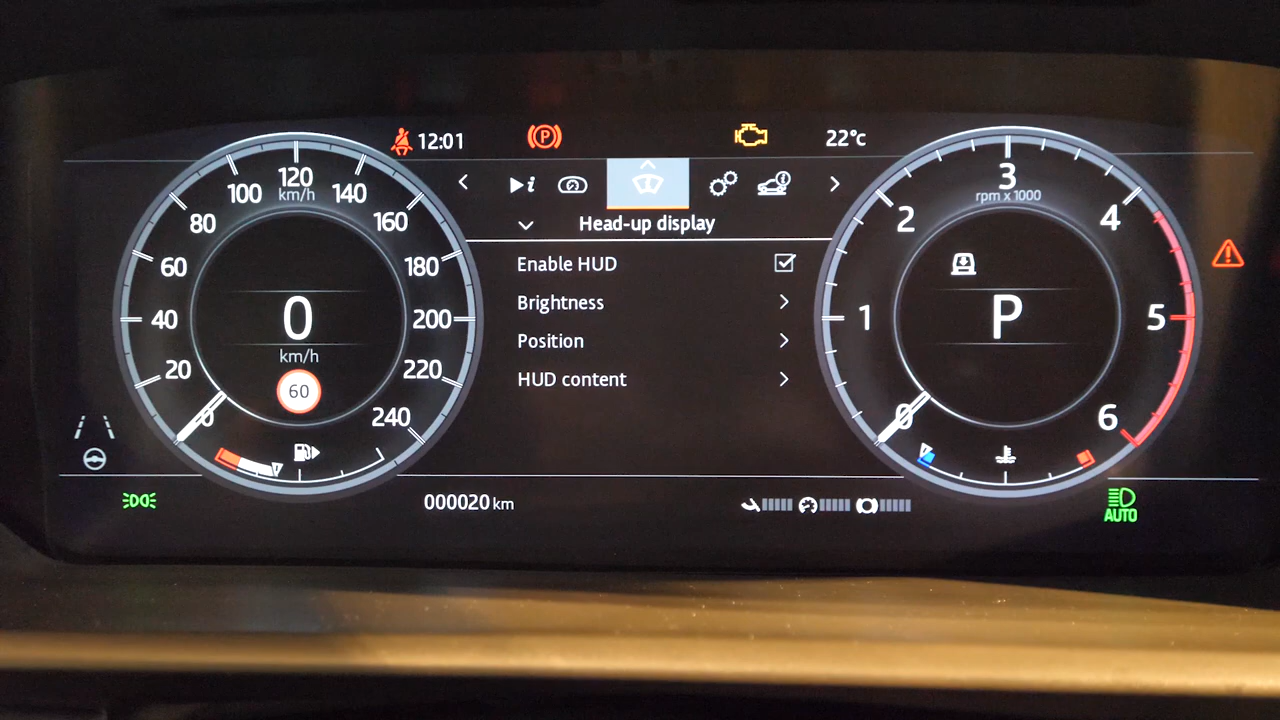 12:01
P
22°c
Head-up display
Enable HUD
Brightness
Position
HUD content
0
20
40
60
80
100
120
km/h
140
160
180
200
220
240
0
km/h
60
0
1
2
3
rpm x 1000
4
5
6
P
000020 km
AUTO